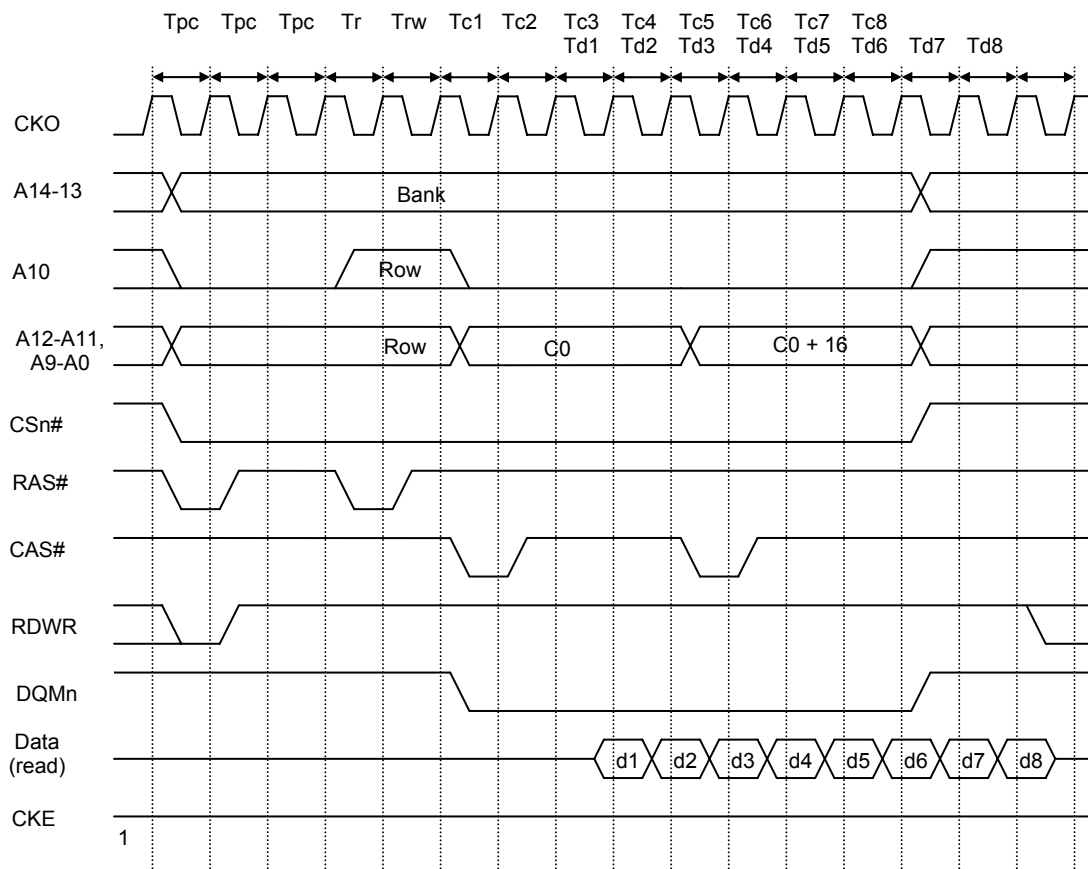 Tpc Tpc Tpc Tr Trw Tc1 Tc2 Tc3 Tc4 Tc5 Tc6 Tc7 Tc8
Td1 Td2 Td3 Td4 Td5 Td6 Td7 Td8
CKO
A14-13
Bank
A10
Row
A12-A11,
A9-A0
Row
C0
C0 + 16
CSn#
RAS#
CAS#
RDWR
DQMn
Data
(read)
d1 d2 d3 d4 d5 d6 d7 d8
CKE
1